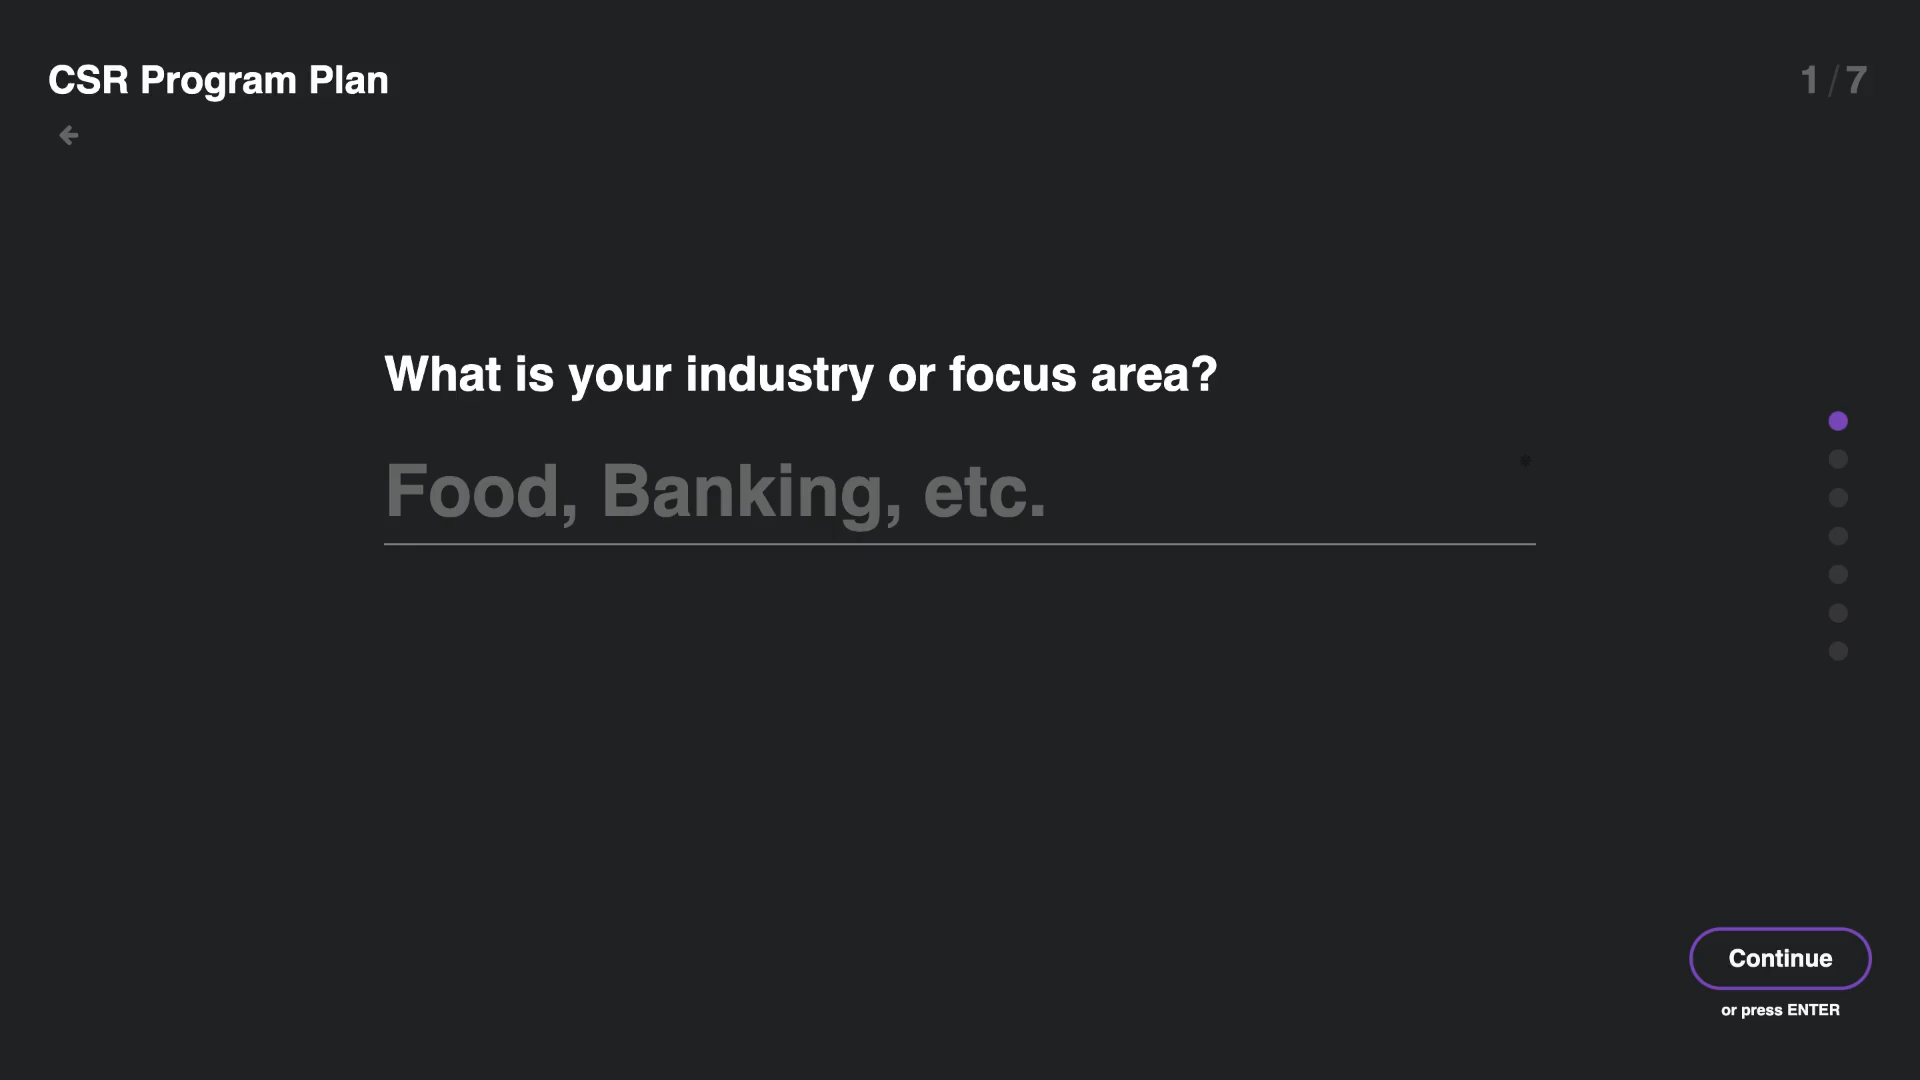 CSR Program Plan
1 / 7
What is your industry or focus area?
Food, Banking, etc.
Continue
or press ENTER